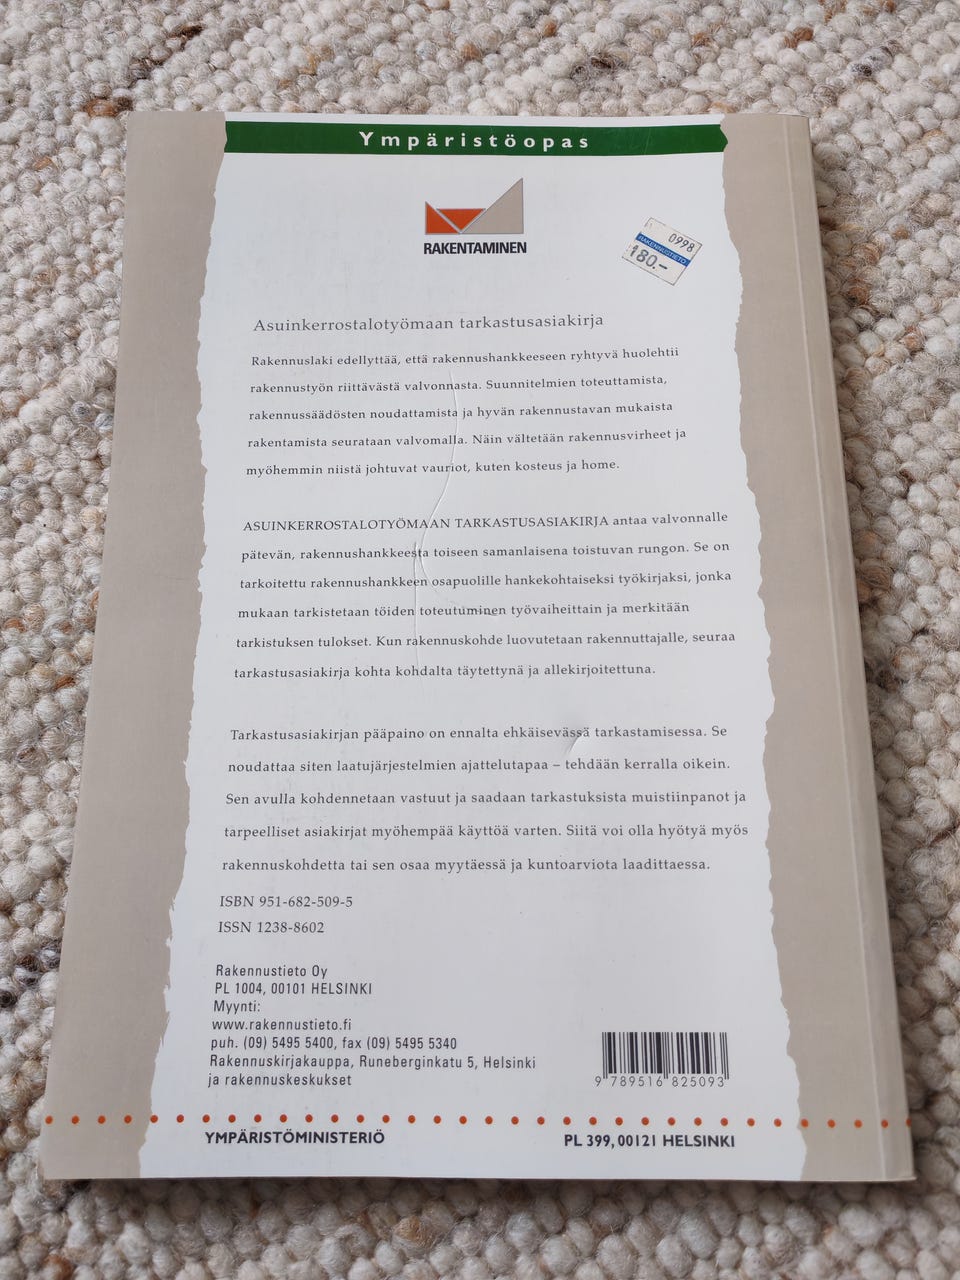 Ympäristöopas
RAKENTAMINEN
0998
RAKENNUSTIETO
180.–
Asuinkerrostalotyömaan tarkastusasiakirja
Rakennuslaki edellyttää, että rakennushankkeeseen ryhtyvä huolehtii
rakennustyön riittävästä valvonnasta. Suunnitelmien toteuttamista,
rakennussäädösten noudattamista ja hyvän rakennustavan mukaista
rakentamista seurataan valvomalla. Näin vältetään rakennusvirheet ja
myöhemmin niistä johtuvat vauriot, kuten kosteus ja home.
ASUINKERROSTALOTYÖMAAN TARKASTUSASIAKIRJA antaa valvonnalle
pätevän, rakennushankkeesta toiseen samanlaisena toistuvan rungon. Se on
tarkoitettu rakennushankkeen osapuolille hankekohtaiseksi työkirjaksi, jonka
mukaan tarkistetaan töiden toteutuminen työvaiheittain ja merkitään
tarkistuksen tulokset. Kun rakennuskohde luovutetaan rakennuttajalle, seuraa
tarkastusasiakirja kohta kohdalta täytettynä ja allekirjoitettuna.
Tarkastusasiakirjan pääpaino on ennalta ehkäisevässä tarkastamisessa. Se
noudattaa siten laatujärjestelmien ajattelutapaa – tehdään kerralla oikein.
Sen avulla kohdennetaan vastuut ja saadaan tarkastuksista muistiinpanot ja
tarpeelliset asiakirjat myöhempää käyttöä varten. Siitä voi olla hyötyä myös
rakennuskohdetta tai sen osaa myytäessä ja kuntoarviota laadittaessa.
ISBN 951-682-509-5
ISSN 1238-8602
Rakennustieto Oy
PL 1004, 00101 HELSINKI
Myynti:
www.rakennustieto.fi
puh. (09) 5495 5400, fax (09) 5495 5340
Rakennuskirjakauppa, Runeberginkatu 5, Helsinki
ja rakennuskeskukset
9 789516 825093
YMPÄRISTÖMINISTERIÖ
PL 399, 00121 HELSINKI